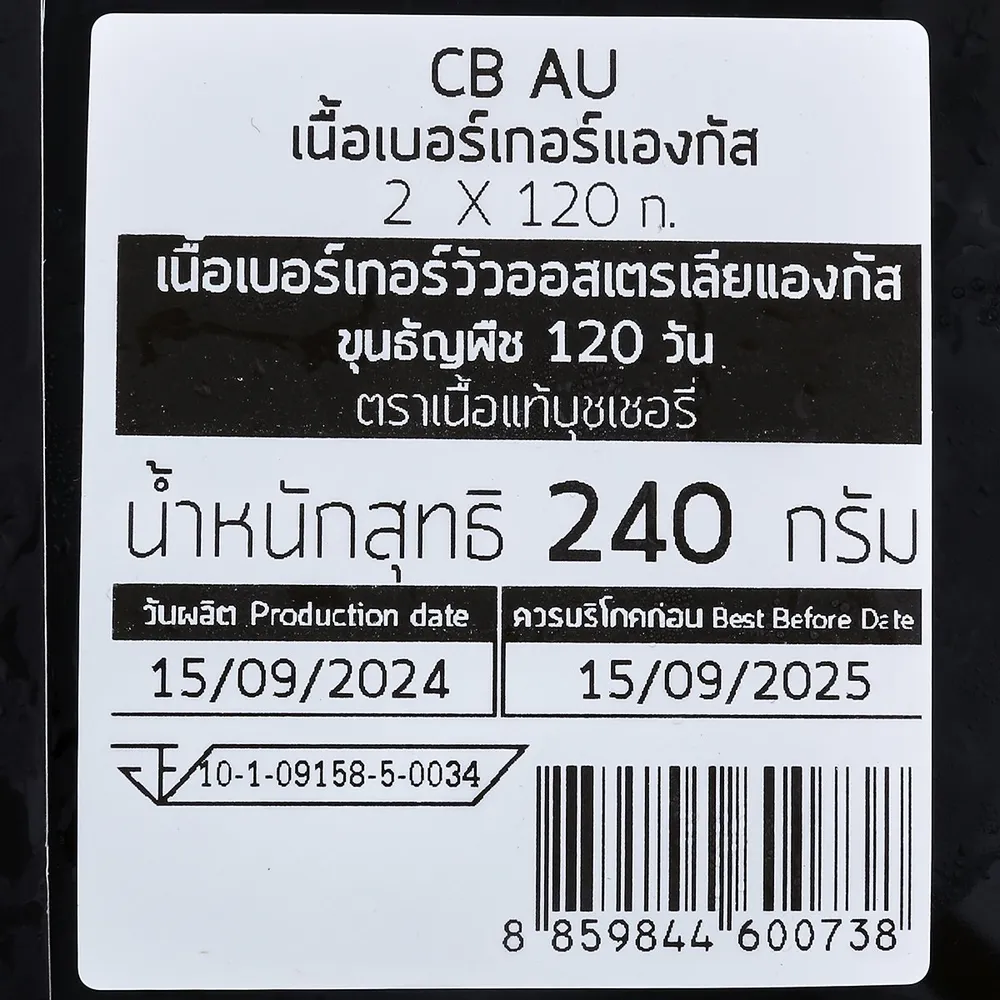 CB AU
เนื้อเบอร์เกอร์แองกัส
2 X 120 ก.
เนื้อเบอร์เกอร์วัวออสเตรเลียแองกัส
ขุนธัญพืช 120 วัน
ตราเนื้อแท้บุชเชอรี่
น้ำหนักสุทธิ 240 กรัม
วันผลิต Production date ควรบริโภคก่อน Best Before Date
15/09/2024 15/09/2025
10-1-09158-5-0034
8 859844 600738